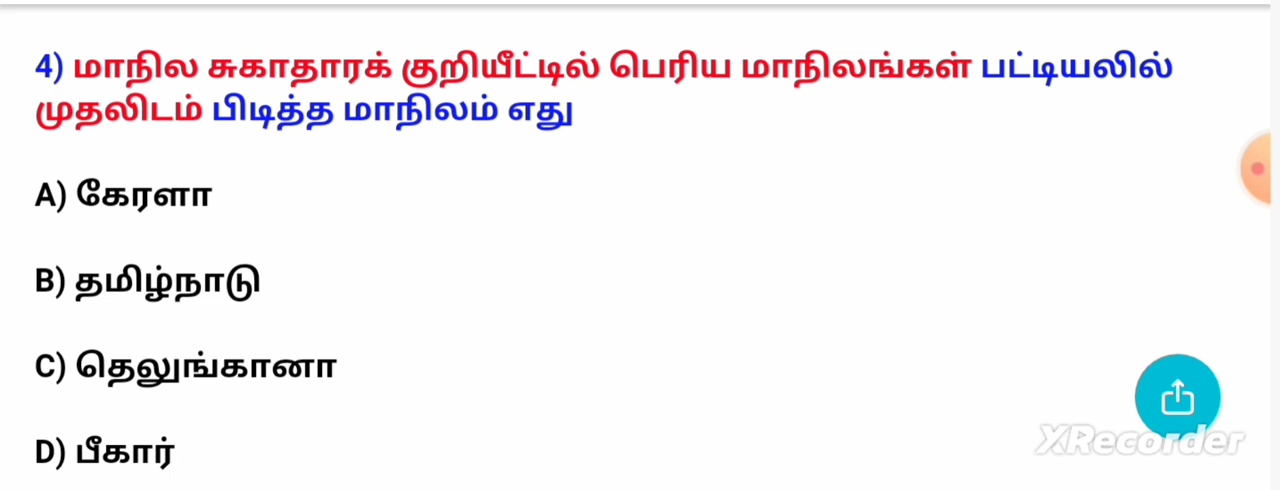 4) மாநில சுகாதாரக் குறியீட்டில் பெரிய மாநிலங்கள் பட்டியலில்
முதலிடம் பிடித்த மாநிலம் எது
A) கேரளா
B) தமிழ்நாடு
C) தெலுங்கானா
D) பீகார்
XRecorder